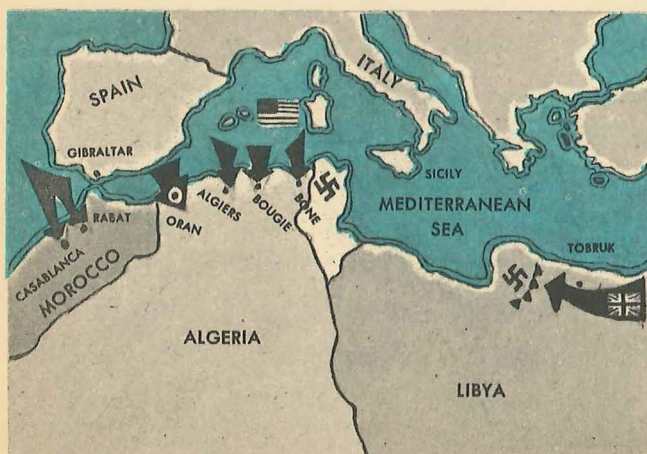 SPAIN
ITALY
GIBRALTAR
SICILY
MEDITERRANEAN
SEA
TOBRUK
RABAT
CASABLANCA
MOROCCO
ORAN
ALGIERS
BOUGIE
BONE
ALGERIA
LIBYA